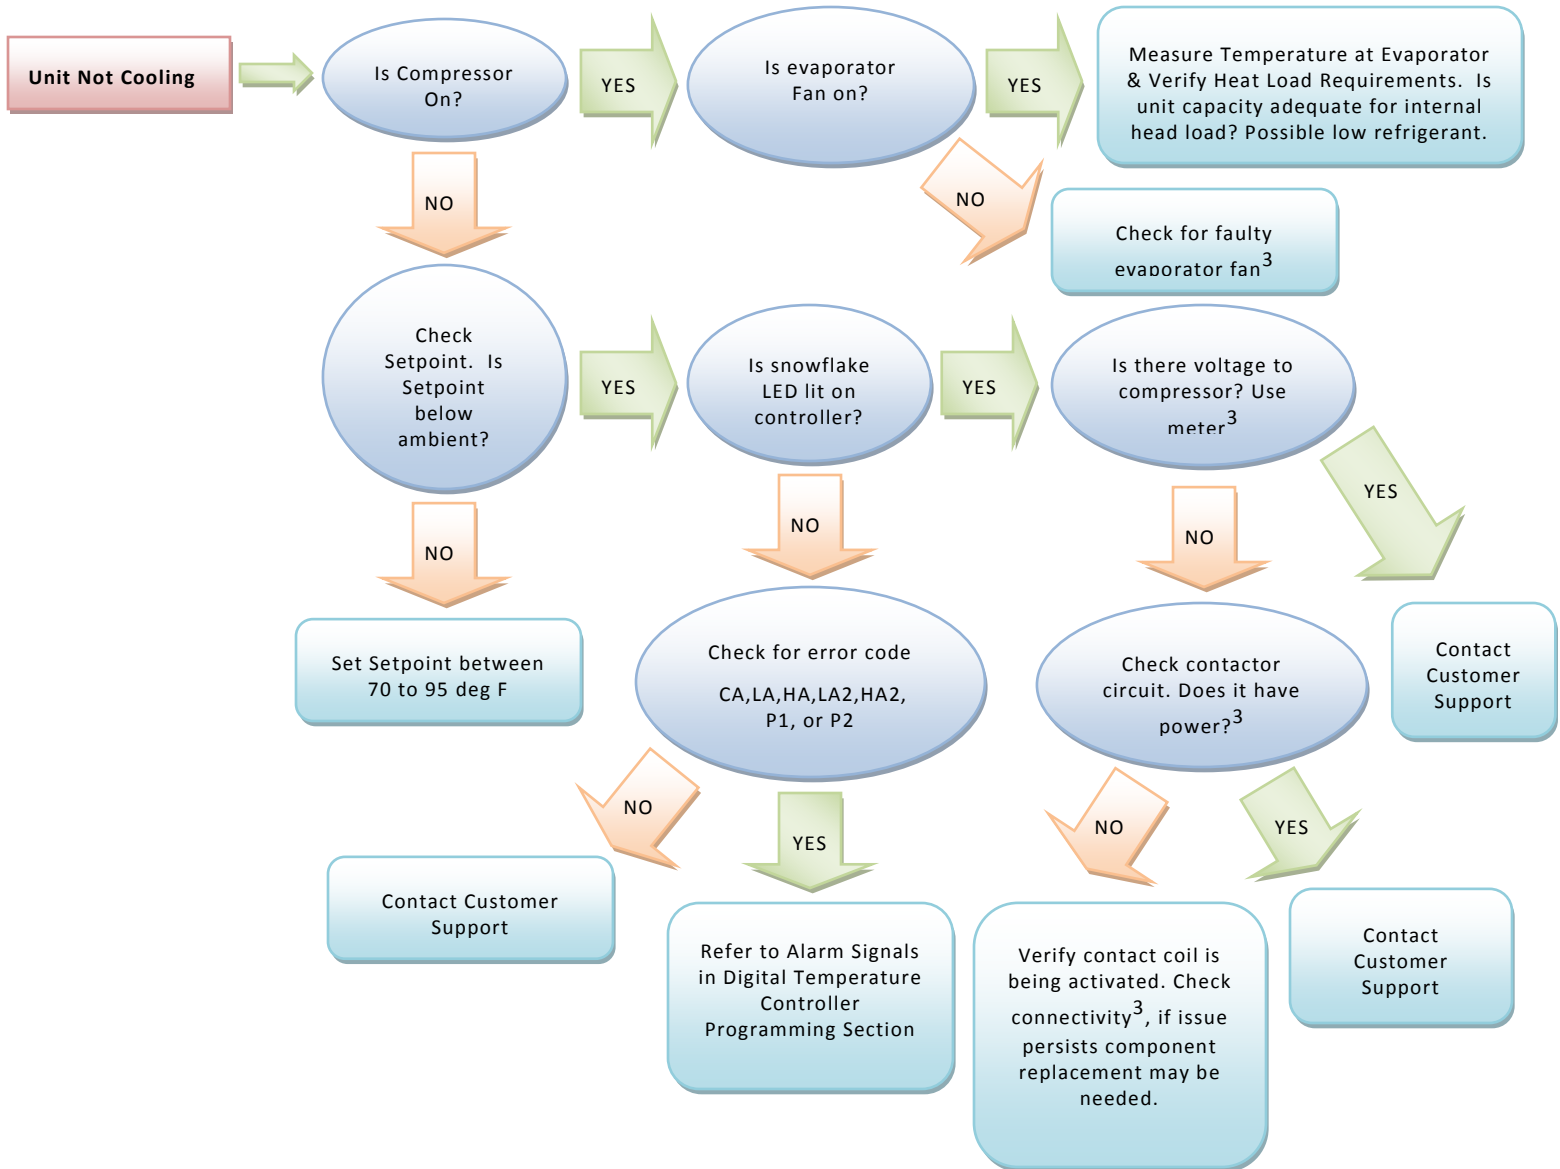 Unit Not Cooling
Is Compressor
On?
YES
Is evaporator
Fan on?
YES
Measure Temperature at Evaporator
& Verify Heat Load Requirements. Is
unit capacity adequate for internal
head load? Possible low refrigerant.
NO
NO
Check for faulty
evaporator fan3
Check
Setpoint. Is
Setpoint
below
ambient?
YES
Is snowflake
LED lit on
controller?
YES
Is there voltage to
compressor? Use
meter3
YES
NO
NO
NO
Set Setpoint between
70 to 95 deg F
Check for error code
CA,LA,HA,LA2,HA2,
P1, or P2
Check contactor
circuit. Does it have
power?3
Contact
Customer
Support
NO
YES
NO
YES
Contact Customer
Support
Refer to Alarm Signals
in Digital Temperature
Controller
Programming Section
Verify contact coil is
being activated. Check
connectivity3, if issue
persists component
replacement may be
needed.
Contact
Customer
Support